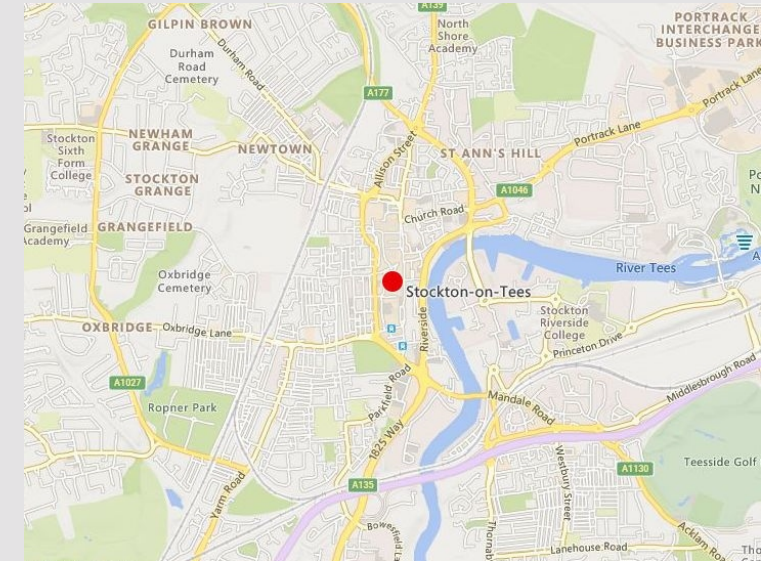 A139
GILPIN BROWN
North
Shore
Academy
PORTRACK
INTERCHANGE
BUSINESS PARK
Durham
Road
Cemetery
Durham Road
A177
Portrack Lane
Stockton
Sixth
Form
College
NEWHAM
GRANGE
NEWTOWN
Allison Street
ST ANN'S HILL
Portrack Lane
STOCKTON
GRANGE
A1046
Church Road
Grangefield
Academy
GRANGEFIELD
Oxbridge
Cemetery
River Tees
Stockton-on-Tees
OXBRIDGE
Oxbridge Lane
Riverside
Stockton
Riverside
College
Princeton Drive
Middlesbrough Road
A1027
Parkfield Road
Mandale Road
Ropner Park
1825 Way
Teesside Golf
A1130
Westbury Street
A135
Yarm Road
Acklam Road
Lanehouse Road